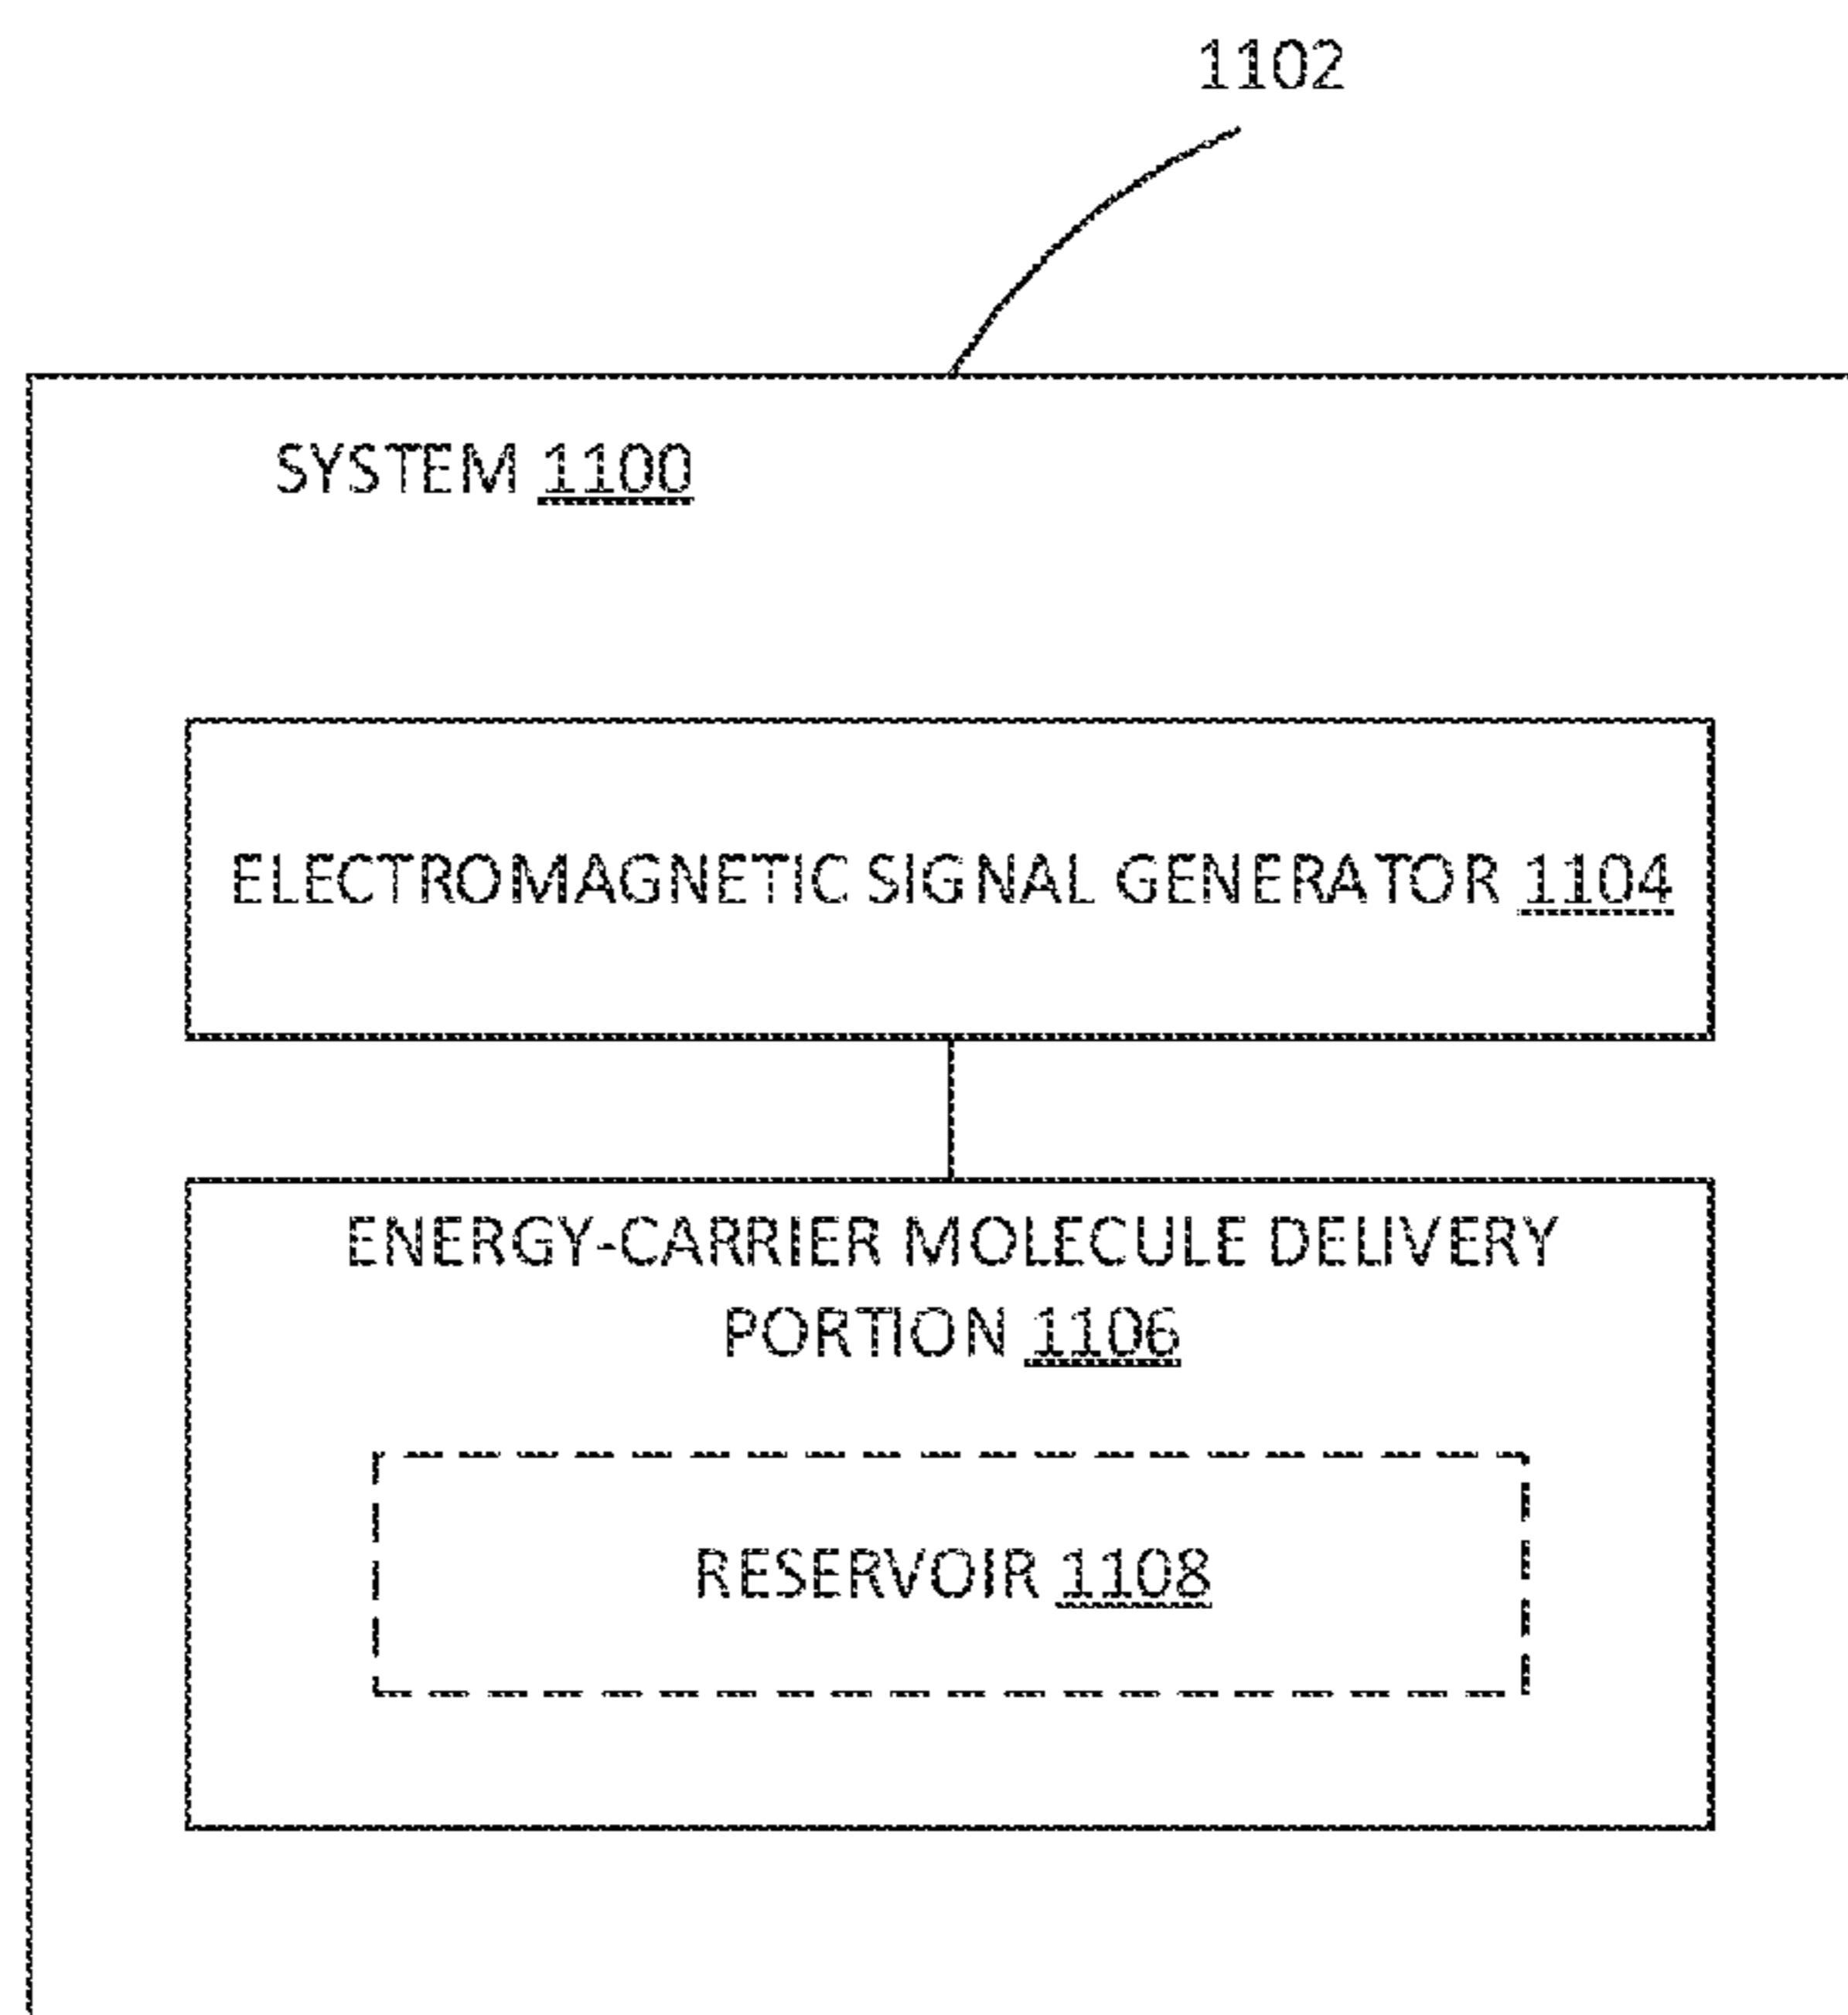 1102
SYSTEM 1100
ELECTROMAGNETIC SIGNAL GENERATOR 1104
ENERGY-CARRIER MOLECULE DELIVERY
PORTION 1106
RESERVOIR 1108